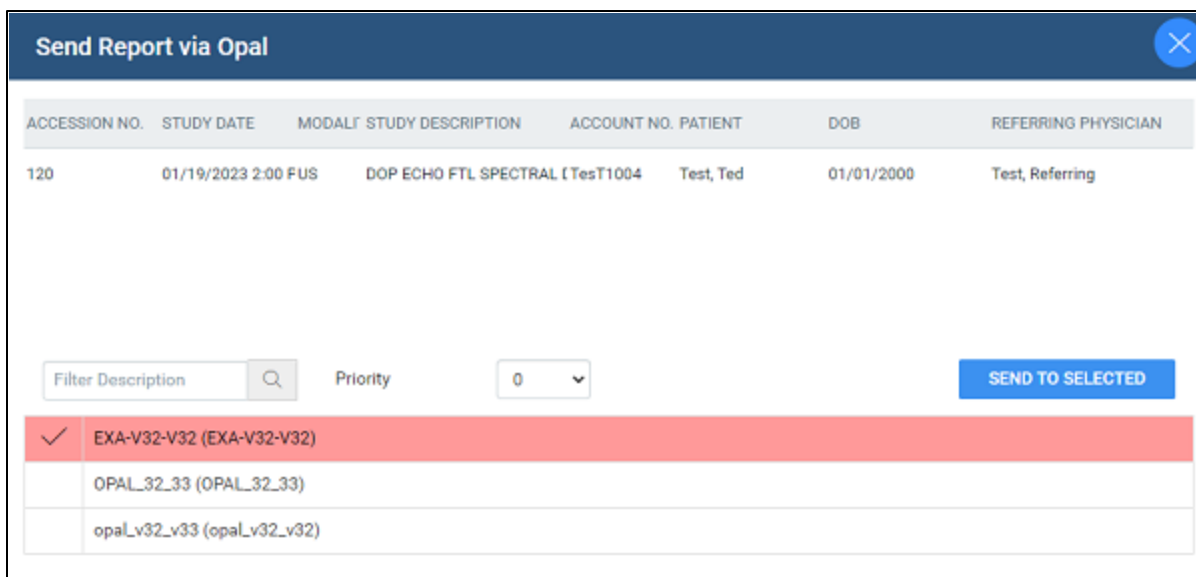 Send Report via Opal
ACCESSION NO. STUDY DATE MODALI STUDY DESCRIPTION ACCOUNT NO. PATIENT DOB REFERRING PHYSICIAN
120 01/19/2023 2:00 P US DOP ECHO FTL SPECTRAL TesT1004 Test, Ted 01/01/2000 Test, Referring
Filter Description Priority 0 SEND TO SELECTED
EXA-V32-V32 (EXA-V32-V32)
OPAL_32_33 (OPAL_32_33)
opal_v32_v33 (opal_v32_v32)